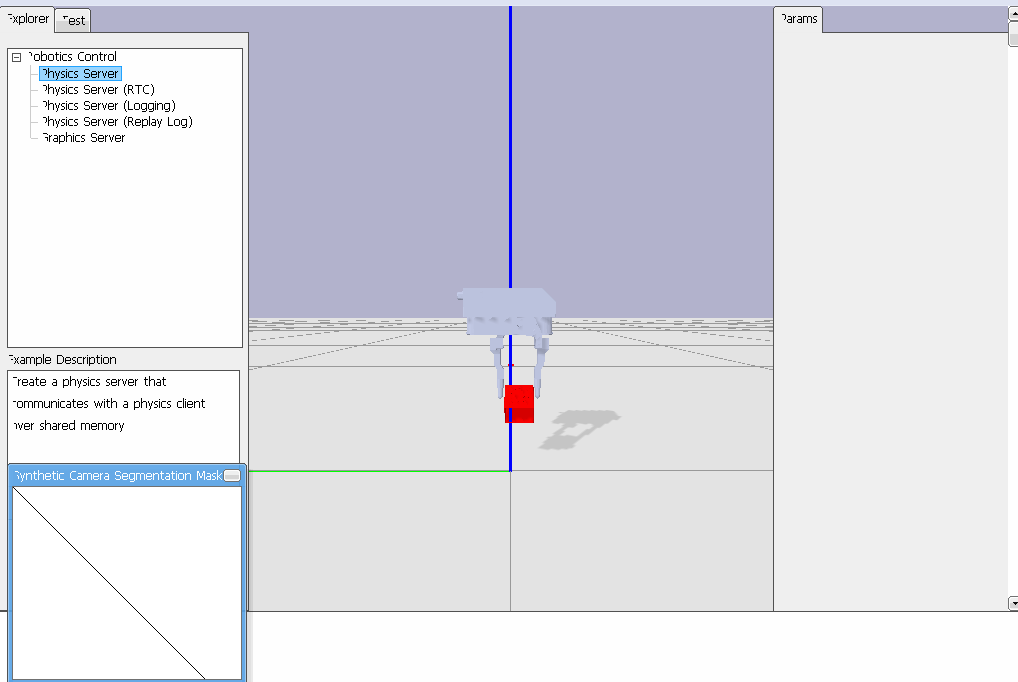 Explorer
Test
Params
Robotics Control
Physics Server
Physics Server (RTC)
Physics Server (Logging)
Physics Server (Replay Log)
Graphics Server
Example Description
Create a physics server that
communicates with a physics client
over shared memory
Synthetic Camera Segmentation Mask